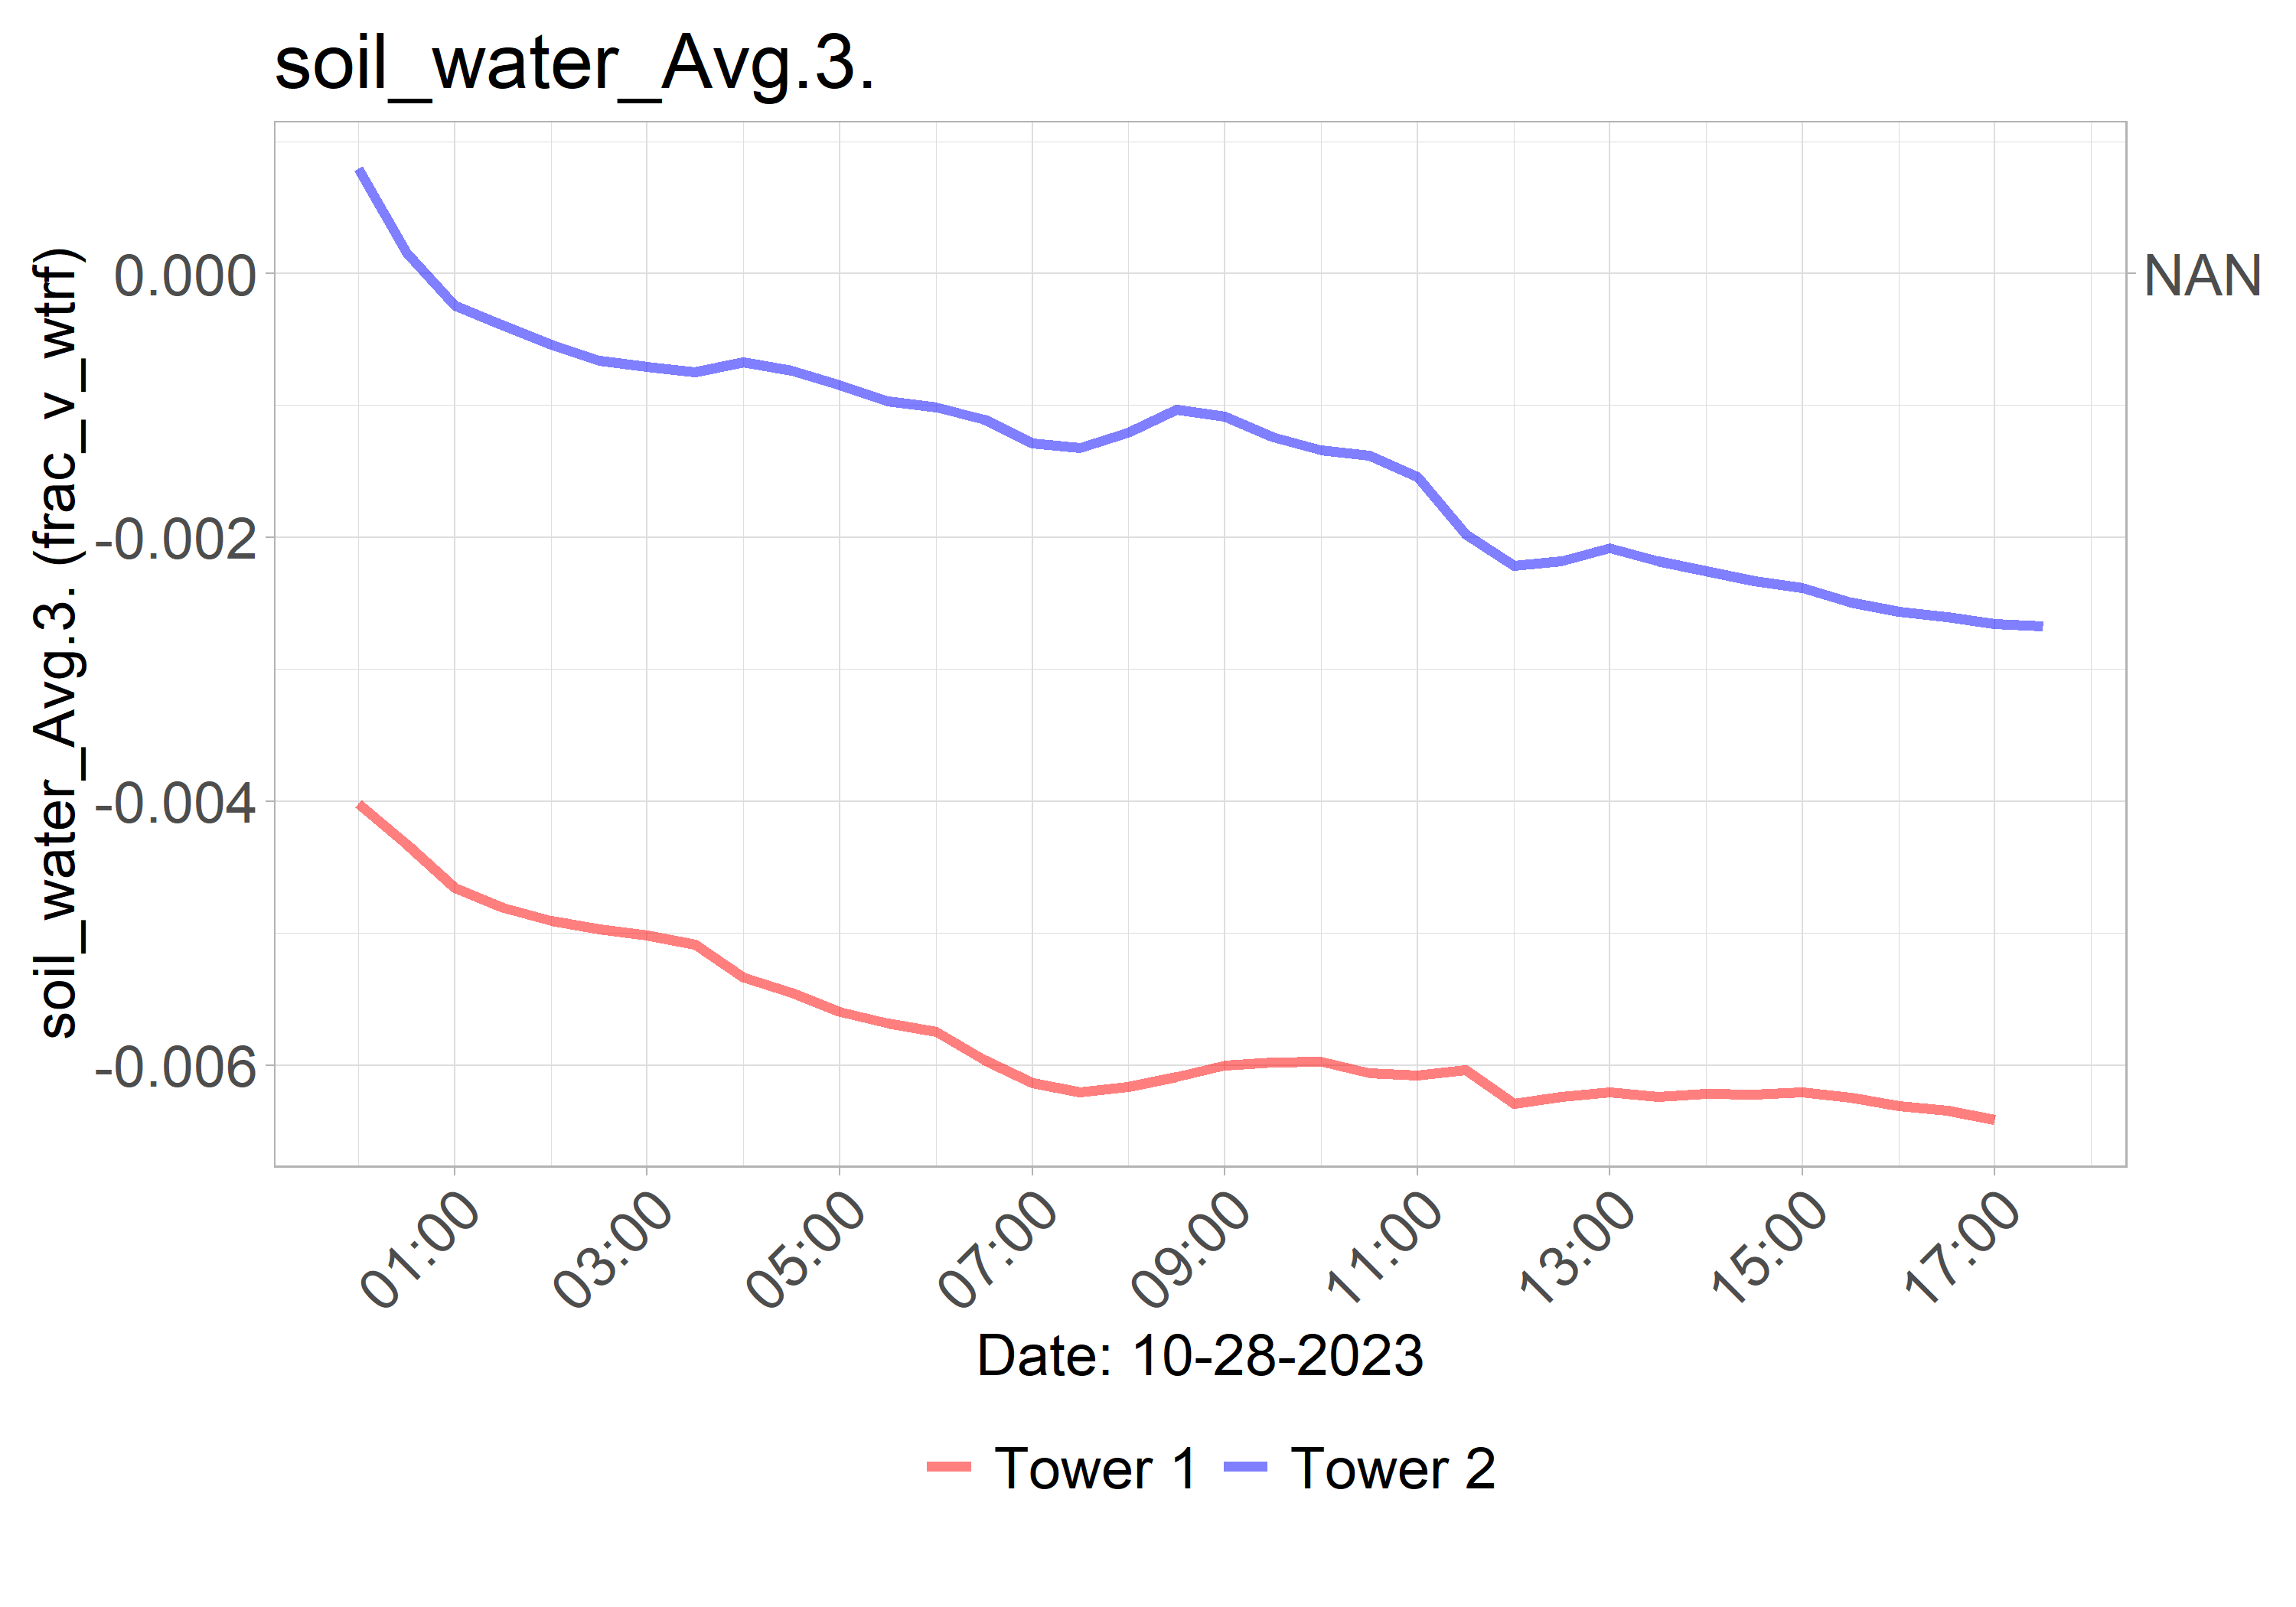 soil_water_Avg.3.
soil_water_Avg.3. (frac_v_wtrf)
0.000
-0.002
-0.004
-0.006
NAN
01:00
03:00
05:00
07:00
09:00
11:00
13:00
15:00
17:00
Date: 10-28-2023
Tower 1
Tower 2